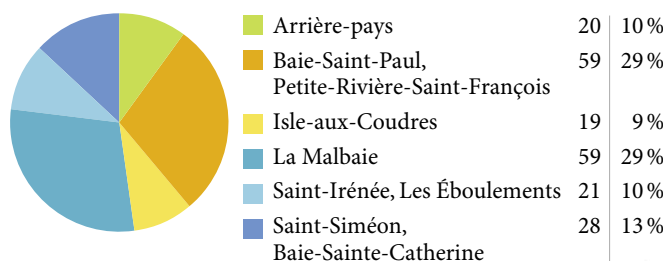 Arrière-pays 20 10 %
Baie-Saint-Paul, 59 29 %
Petite-Rivière-Saint-François
Isle-aux-Coudres 19 9 %
La Malbaie 59 29 %
Saint-Irénée, Les Éboulements 21 10 %
Saint-Siméon, 28 13 %
Baie-Sainte-Catherine